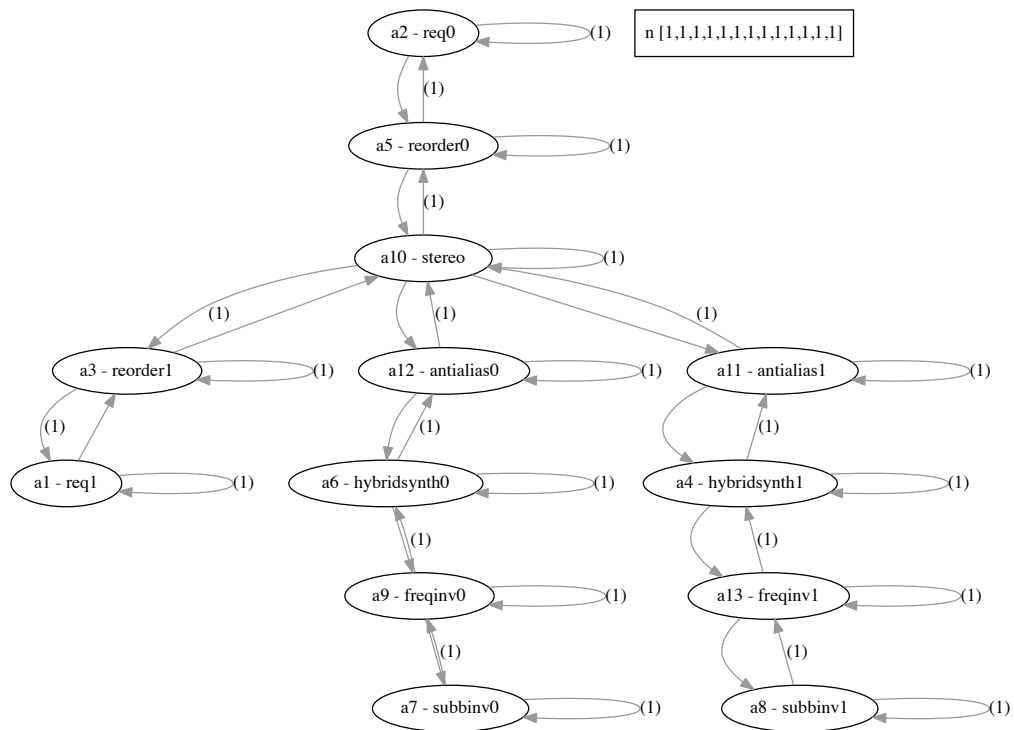 a2 - req0
(1)
n [1,1,1,1,1,1,1,1,1,1,1,1,1]
(1)
a5 - reorder0
(1)
(1)
a10 - stereo
(1)
(1)
(1)
(1)
a3 - reorder1
(1)
a12 - antialias0
(1)
a11 - antialias1
(1)
(1)
(1)
(1)
a1 - req1
(1)
a6 - hybridsynth0
(1)
a4 - hybridsynth1
(1)
(1)
(1)
a9 - freqinv0
(1)
a13 - freqinv1
(1)
(1)
(1)
a7 - subbinv0
(1)
a8 - subbinv1
(1)